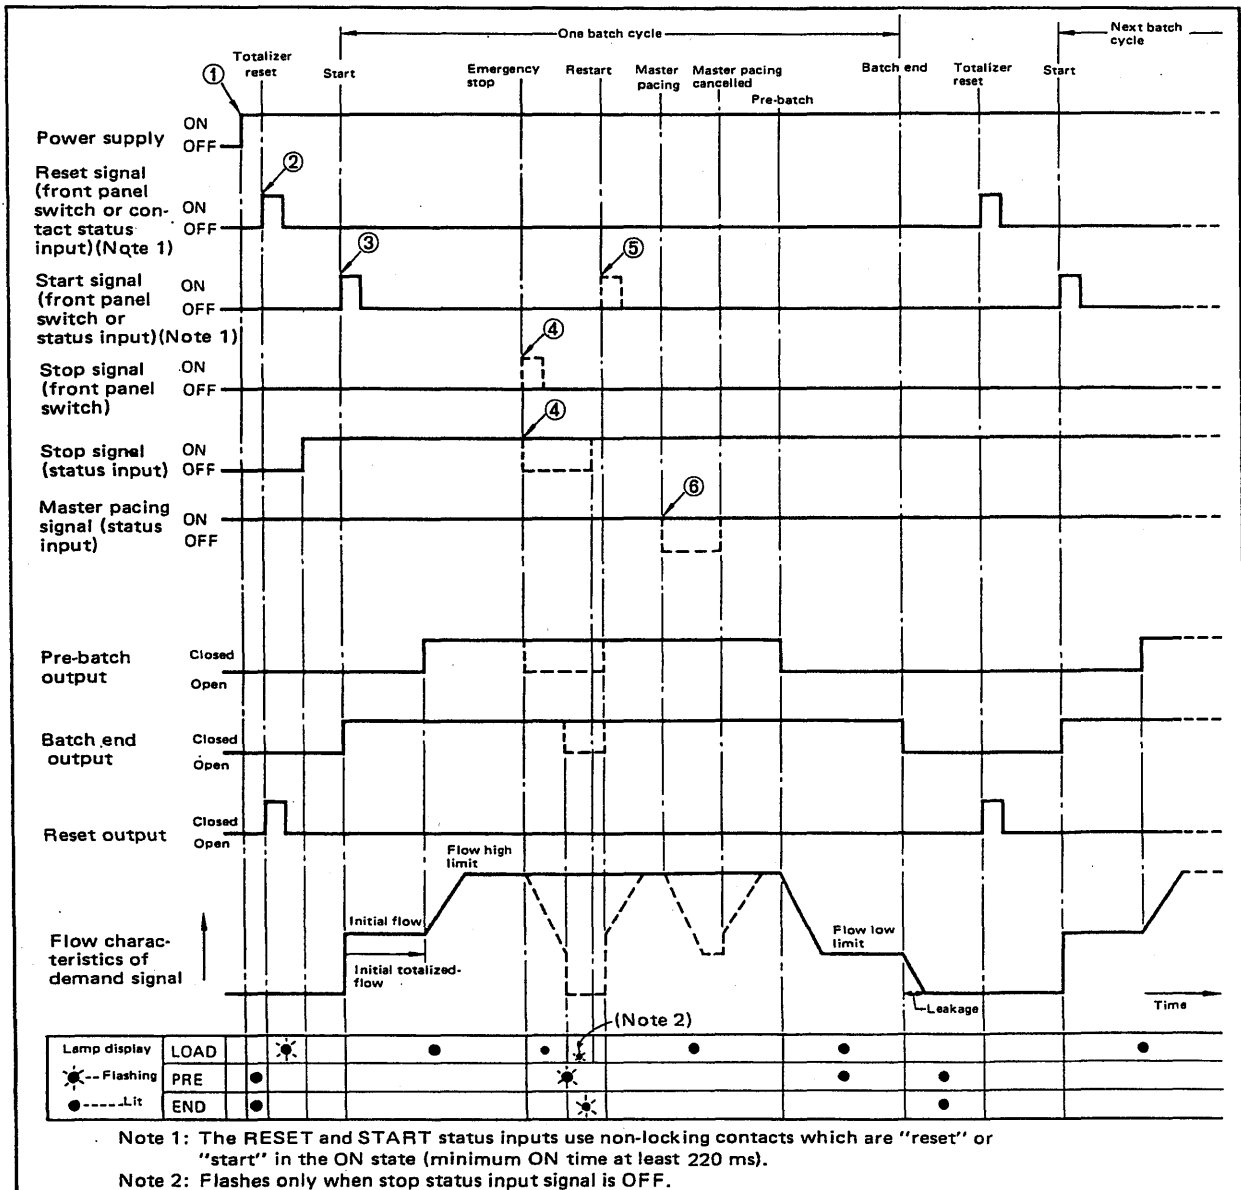 One batch cycle
Next batch
cycle
①
Totalizer
reset
Start
Emergency
stop
Restart
Master
pacing
Master pacing
cancelled
Pre-batch
Batch end
Totalizer
reset
Start
Power supply
ON
OFF
Reset signal
(front panel
switch or con-
tact status
input)(Note 1)
ON
OFF
②
Start signal
(front panel
switch or
status input)(Note 1)
ON
OFF
③
⑤
Stop signal
(front panel
switch)
ON
OFF
④
Stop signal
(status input)
ON
OFF
④
Master pacing
signal (status
input)
ON
OFF
⑥
Pre-batch
output
Closed
Open
Batch end
output
Closed
Open
Reset output
Closed
Open
Flow charac-
teristics of
demand signal
Initial flow
Initial totalized-
flow
Flow high
limit
Flow low
limit
Leakage
Time
(Note 2)
Lamp display
Flashing
Lit
LOAD
PRE
END
Note 1: The RESET and START status inputs use non-locking contacts which are "reset" or
"start" in the ON state (minimum ON time at least 220 ms).
Note 2: Flashes only when stop status input signal is OFF.